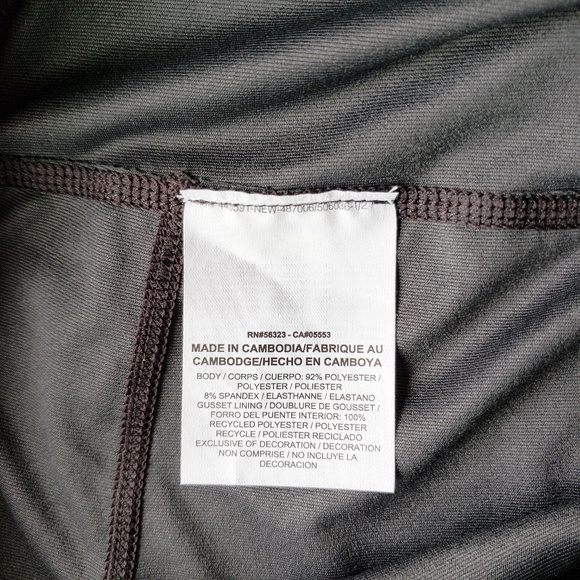 RN#56323 - CA#05553
MADE IN CAMBODIA/FABRIQUE AU
CAMBODGE/HECHO EN CAMBOYA
BODY / CORPS / CUERPO: 92% POLYESTER /
POLYESTER / POLIESTER
8% SPANDEX / ELASTHANNE / ELASTANO
GUSSET LINING / DOUBLURE DE GOUSSET /
FORRO DEL PUENTE INTERIOR: 100%
RECYCLED POLYESTER / POLYESTER
RECYCLE / POLIESTER RECICLADO
EXCLUSIVE OF DECORATION / DECORATION
NON COMPRISE / NO INCLUYE LA
DECORACION